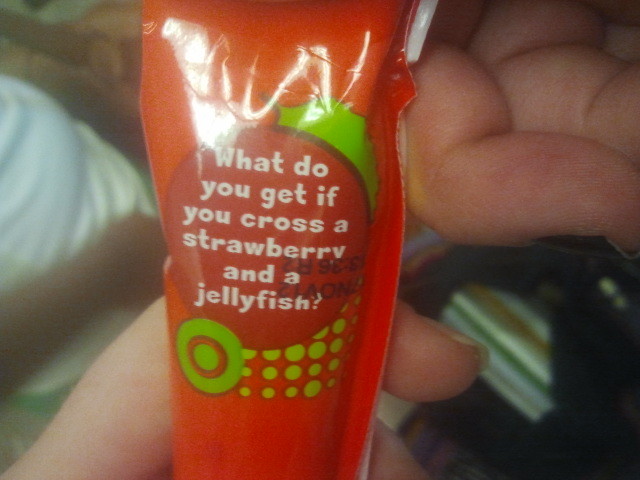 What do
you get if
you cross a
strawberry
and a
jellyfish?